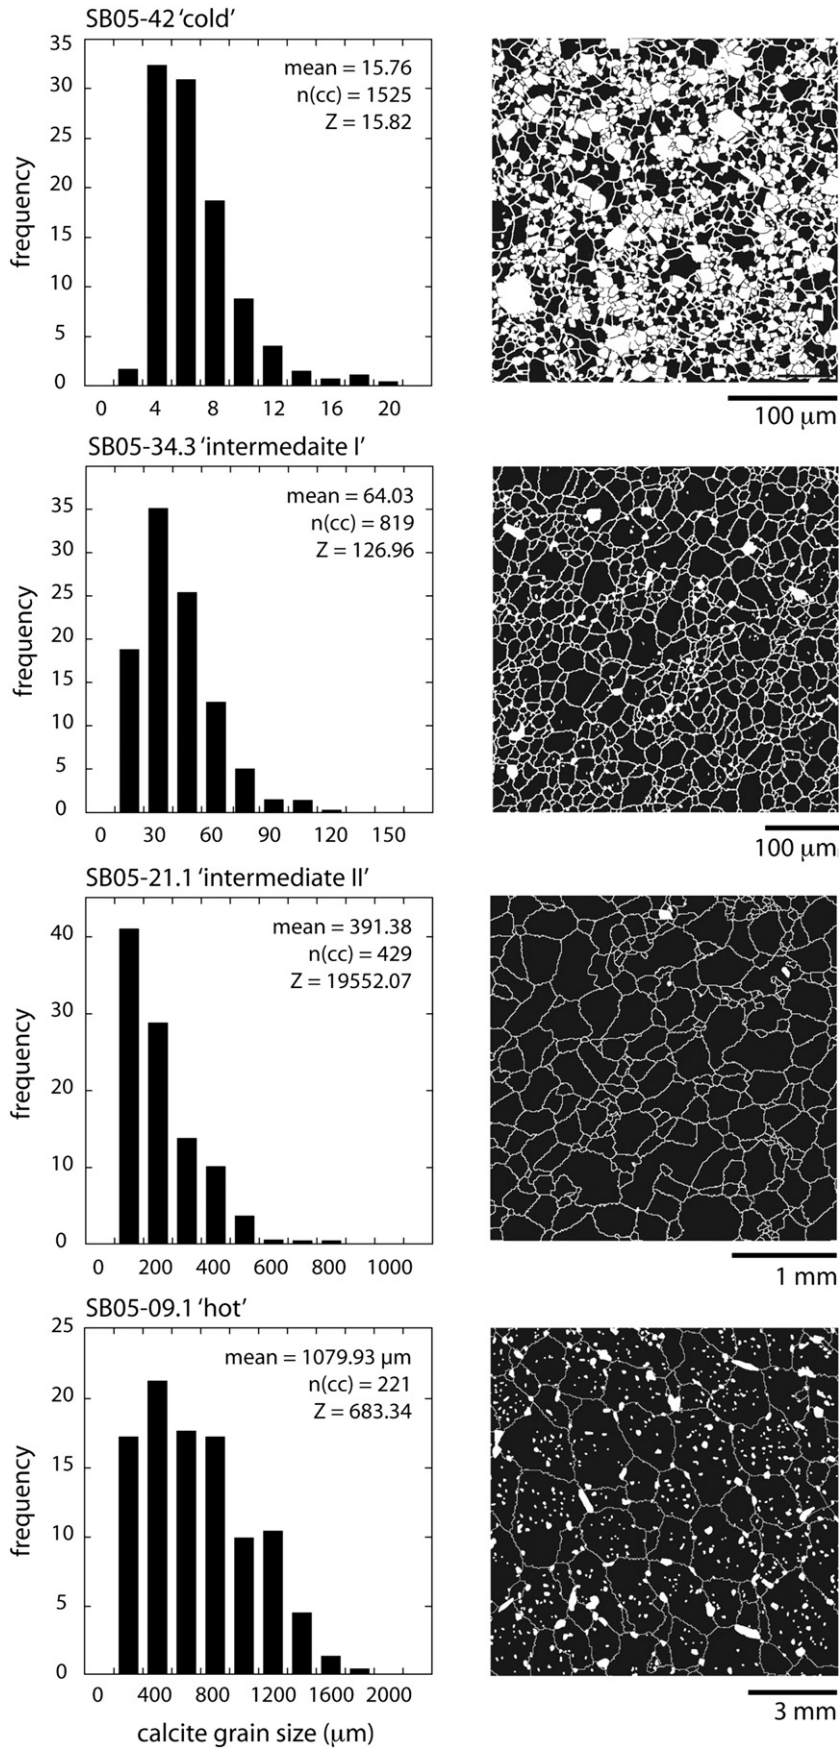 SB05-42 'cold'
35
30
25
20
15
10
5
0
frequency
mean = 15.76
n(cc) = 1525
Z = 15.82
0 4 8 12 16 20
100 μm
SB05-34.3 'intermedaite I'
35
30
25
20
15
10
5
0
frequency
mean = 64.03
n(cc) = 819
Z = 126.96
0 30 60 90 120 150
100 μm
SB05-21.1 'intermediate II'
40
30
20
10
0
frequency
mean = 391.38
n(cc) = 429
Z = 19552.07
0 200 400 600 800 1000
1 mm
SB05-09.1 'hot'
25
20
15
10
5
0
frequency
mean = 1079.93 μm
n(cc) = 221
Z = 683.34
0 400 800 1200 1600 2000
3 mm
calcite grain size (μm)